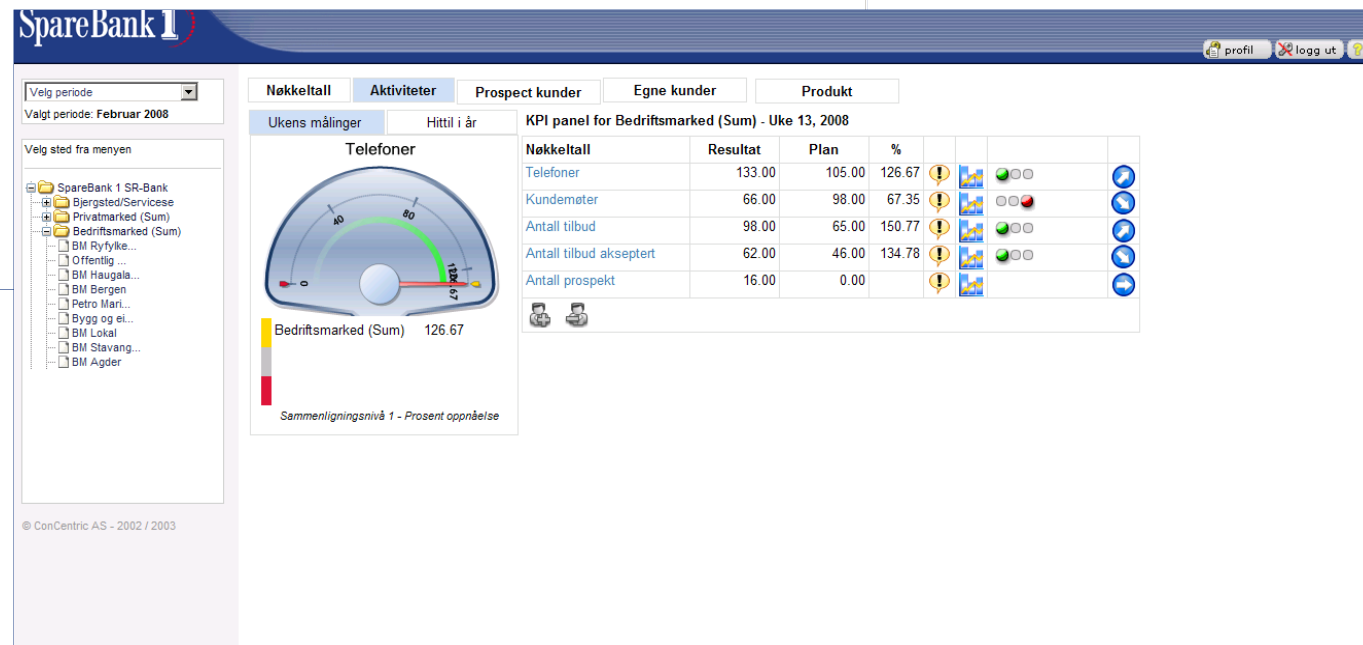 SpareBank 1
profil logg ut ?
Velg periode
Valgt periode: Februar 2008
Velg sted fra menyen
SpareBank 1 SR-Bank
Bjergsted/Servicese
Privatmarked (Sum)
Bedriftsmarked (Sum)
BM Ryfylke...
Offentlig ...
BM Haugala...
BM Bergen
Petro Mari...
Bygg og ei...
BM Lokal
BM Stavang...
BM Agder
© ConCentric AS - 2002 / 2003
Nøkkeltall Aktiviteter Prospect kunder Egne kunder Produkt
Ukens målinger Hittil i år
Telefoner
0 40 80 126.67
Bedriftsmarked (Sum) 126.67
Sammenligningsnivå 1 - Prosent oppnåelse
KPI panel for Bedriftsmarked (Sum) - Uke 13, 2008
Nøkkeltall Resultat Plan %
Telefoner 133.00 105.00 126.67
Kundemøter 66.00 98.00 67.35
Antall tilbud 98.00 65.00 150.77
Antall tilbud akseptert 62.00 46.00 134.78
Antall prospekt 16.00 0.00